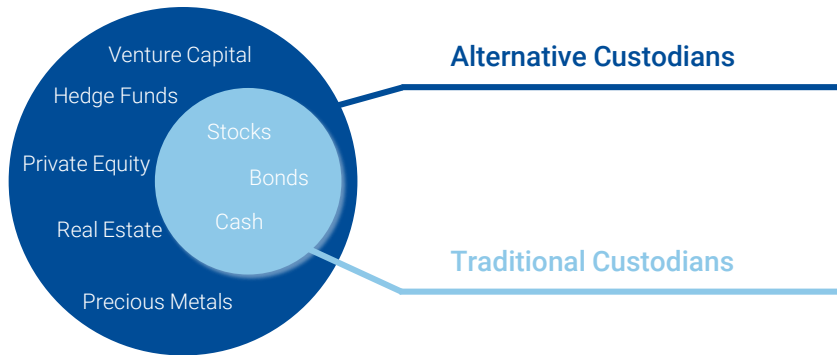 Venture Capital
Hedge Funds
Private Equity
Real Estate
Precious Metals
Stocks
Bonds
Cash
Alternative Custodians
Traditional Custodians